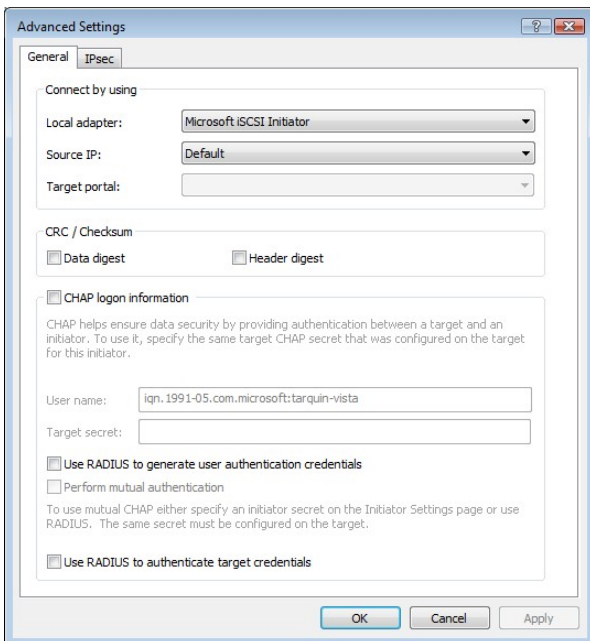 Advanced Settings
General IPsec
Connect by using
Local adapter: Microsoft iSCSI Initiator
Source IP: Default
Target portal:
CRC / Checksum
Data digest Header digest
CHAP logon information
CHAP helps ensure data security by providing authentication between a target and an
initiator. To use it, specify the same target CHAP secret that was configured on the target
for this initiator.
User name: iqn.1991-05.com.microsoft:tarquin-vista
Target secret:
Use RADIUS to generate user authentication credentials
Perform mutual authentication
To use mutual CHAP either specify an initiator secret on the Initiator Settings page or use
RADIUS. The same secret must be configured on the target.
Use RADIUS to authenticate target credentials
OK Cancel Apply